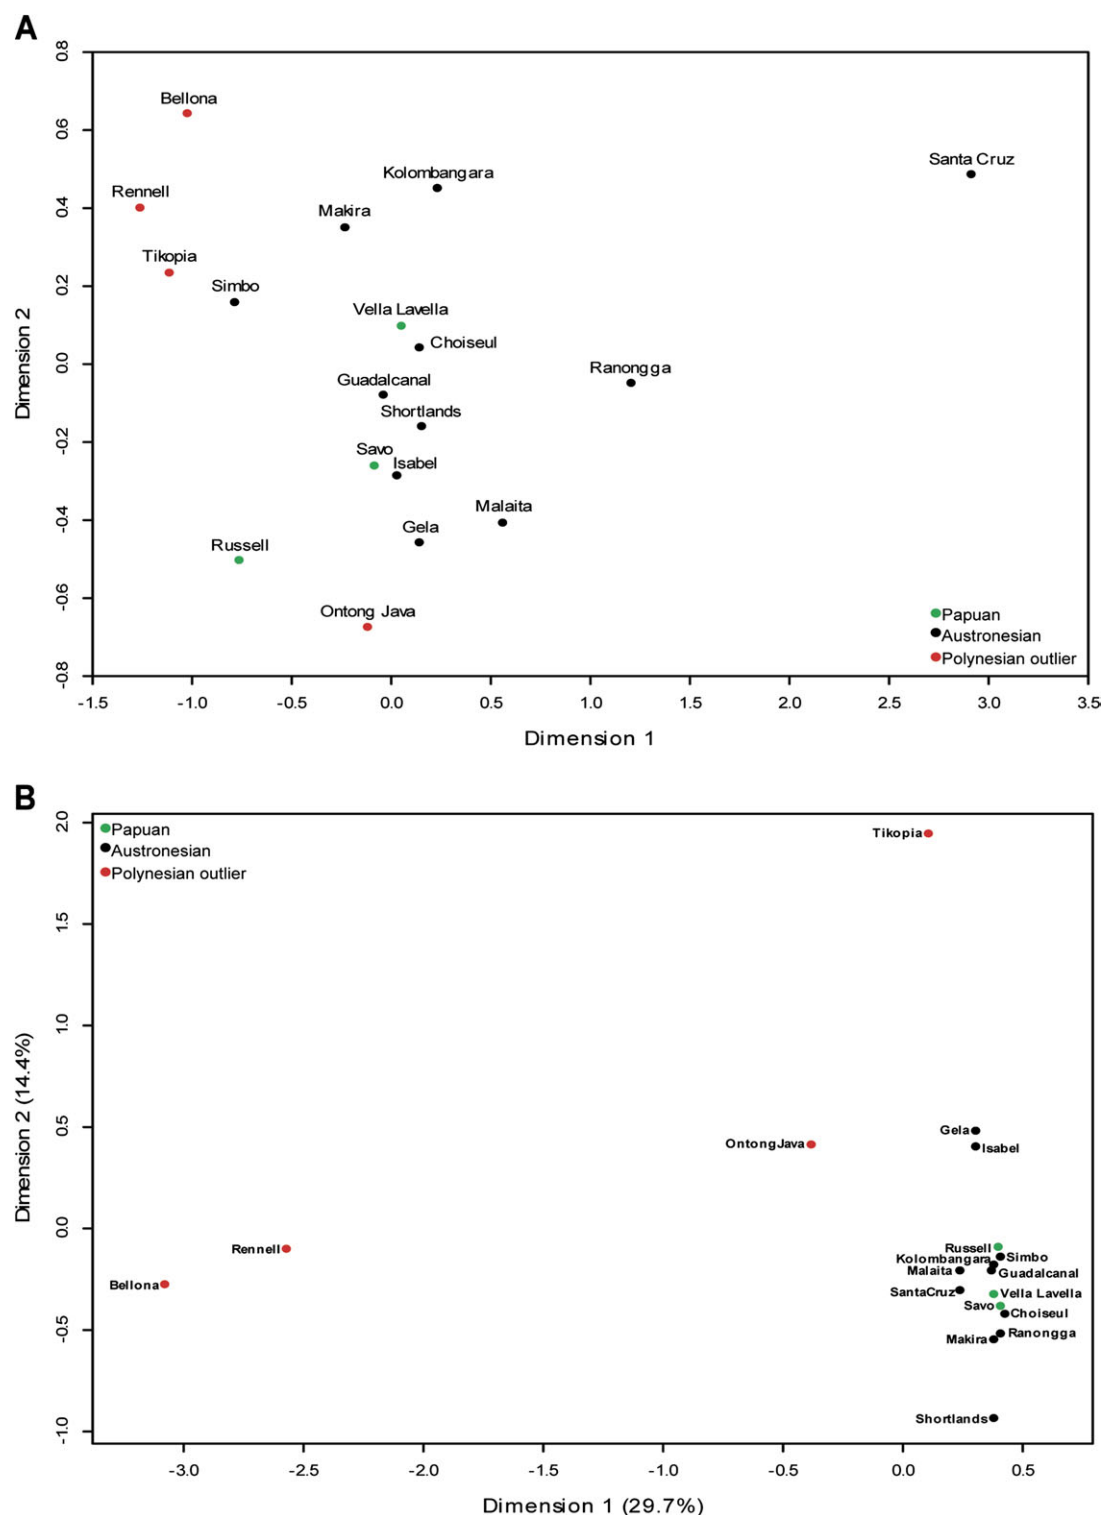 A
0.8
Bellona
0.6
Santa Cruz
Kolombangara
Rennell
0.4
Makira
Tikopia
Simbo
0.2
Vella Lavella
Choiseul
Dimension 2
0.0
Ranongga
Guadalcanal
Shortlands
-0.2
Savo
Isabel
Malaita
-0.4
Gela
Russell
-0.6
Ontong Java
Papuan
Austronesian
Polynesian outlier
-0.8
-1.5 -1.0 -0.5 0.0 0.5 1.0 1.5 2.0 2.5 3.0 3.5
Dimension 1
B
2.0
Papuan
Austronesian
Polynesian outlier
Tikopia
1.5
1.0
Dimension 2 (14.4%)
0.5
Gela
OntongJava
Isabel
0.0
Rennell
Russell
Simbo
Kolombangara
Malaita
Guadalcanal
Bellona
SantaCruz
Vella Lavella
Savo
Choiseul
-0.5
Ranongga
Makira
Shortlands
-1.0
-3.0 -2.5 -2.0 -1.5 -1.0 -0.5 0.0 0.5
Dimension 1 (29.7%)